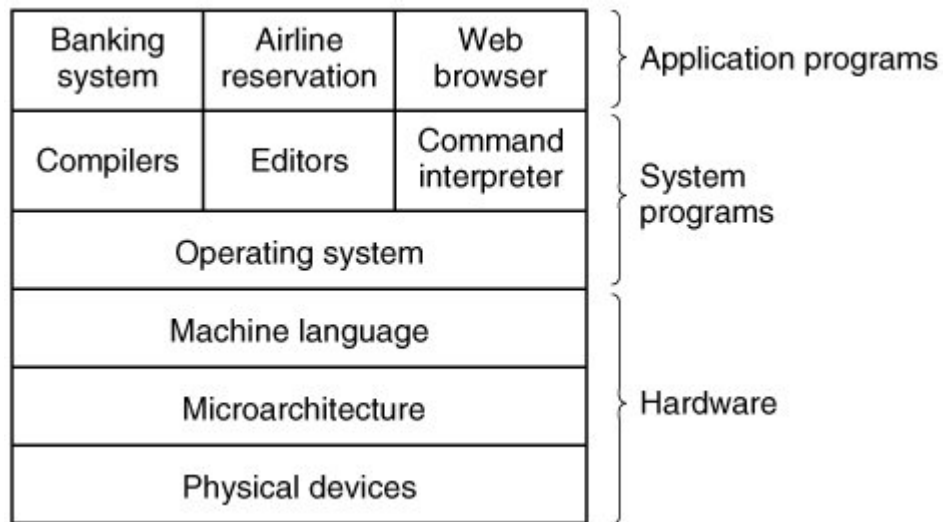 Banking system
Airline reservation
Web browser
Application programs
Compilers
Editors
Command interpreter
System programs
Operating system
Machine language
Microarchitecture
Hardware
Physical devices